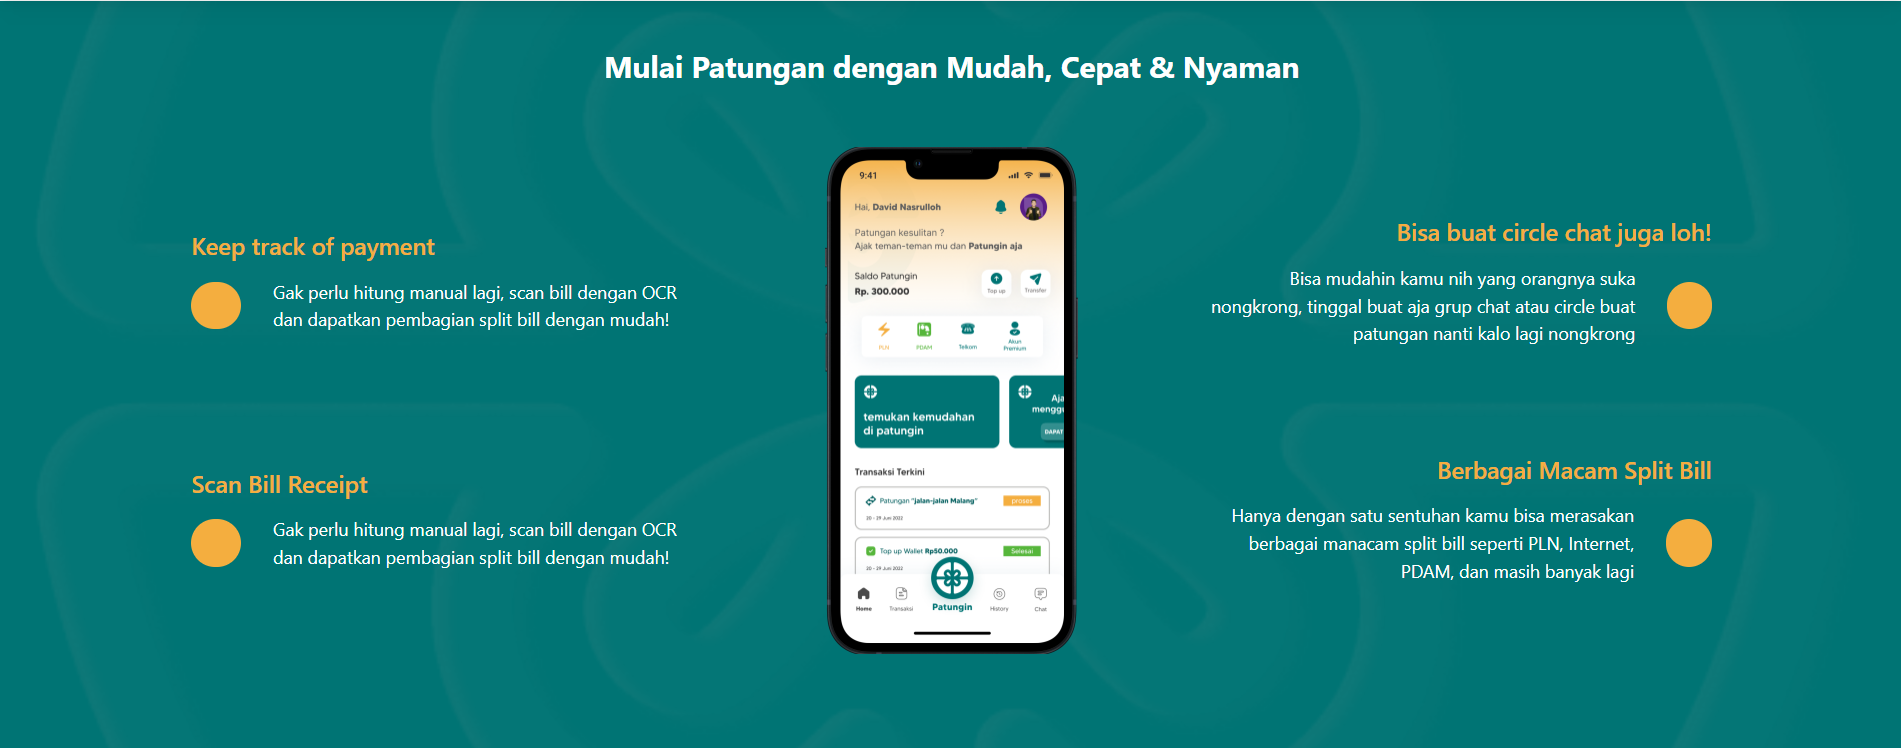 Mulai Patungan dengan Mudah, Cepat & Nyaman
Keep track of payment
Gak perlu hitung manual lagi, scan bill dengan OCR
dan dapatkan pembagian split bill dengan mudah!
Scan Bill Receipt
Gak perlu hitung manual lagi, scan bill dengan OCR
dan dapatkan pembagian split bill dengan mudah!
9:41
Hai, David Nasrulloh
Patungan kesulitan ?
Ajak teman-teman mu dan Patungin aja
Saldo Patungin
Rp. 300.000
Top up
Transfer
PLN
PDAM
Telkom
Akun
Premium
temukan kemudahan
di patungin
Aja
menggu
DAPAT
Transaksi Terkini
Patungan "jalan-jalan Malang"
proses
20 - 29 Juni 2022
Top up Wallet Rp50.000
Selesai
20 - 29 Juni 2022
Home
Transaksi
Patungin
History
Chat
Bisa buat circle chat juga loh!
Bisa mudahin kamu nih yang orangnya suka
nongkrong, tinggal buat aja grup chat atau circle buat
patungan nanti kalo lagi nongkrong
Berbagai Macam Split Bill
Hanya dengan satu sentuhan kamu bisa merasakan
berbagai manacam split bill seperti PLN, Internet,
PDAM, dan masih banyak lagi